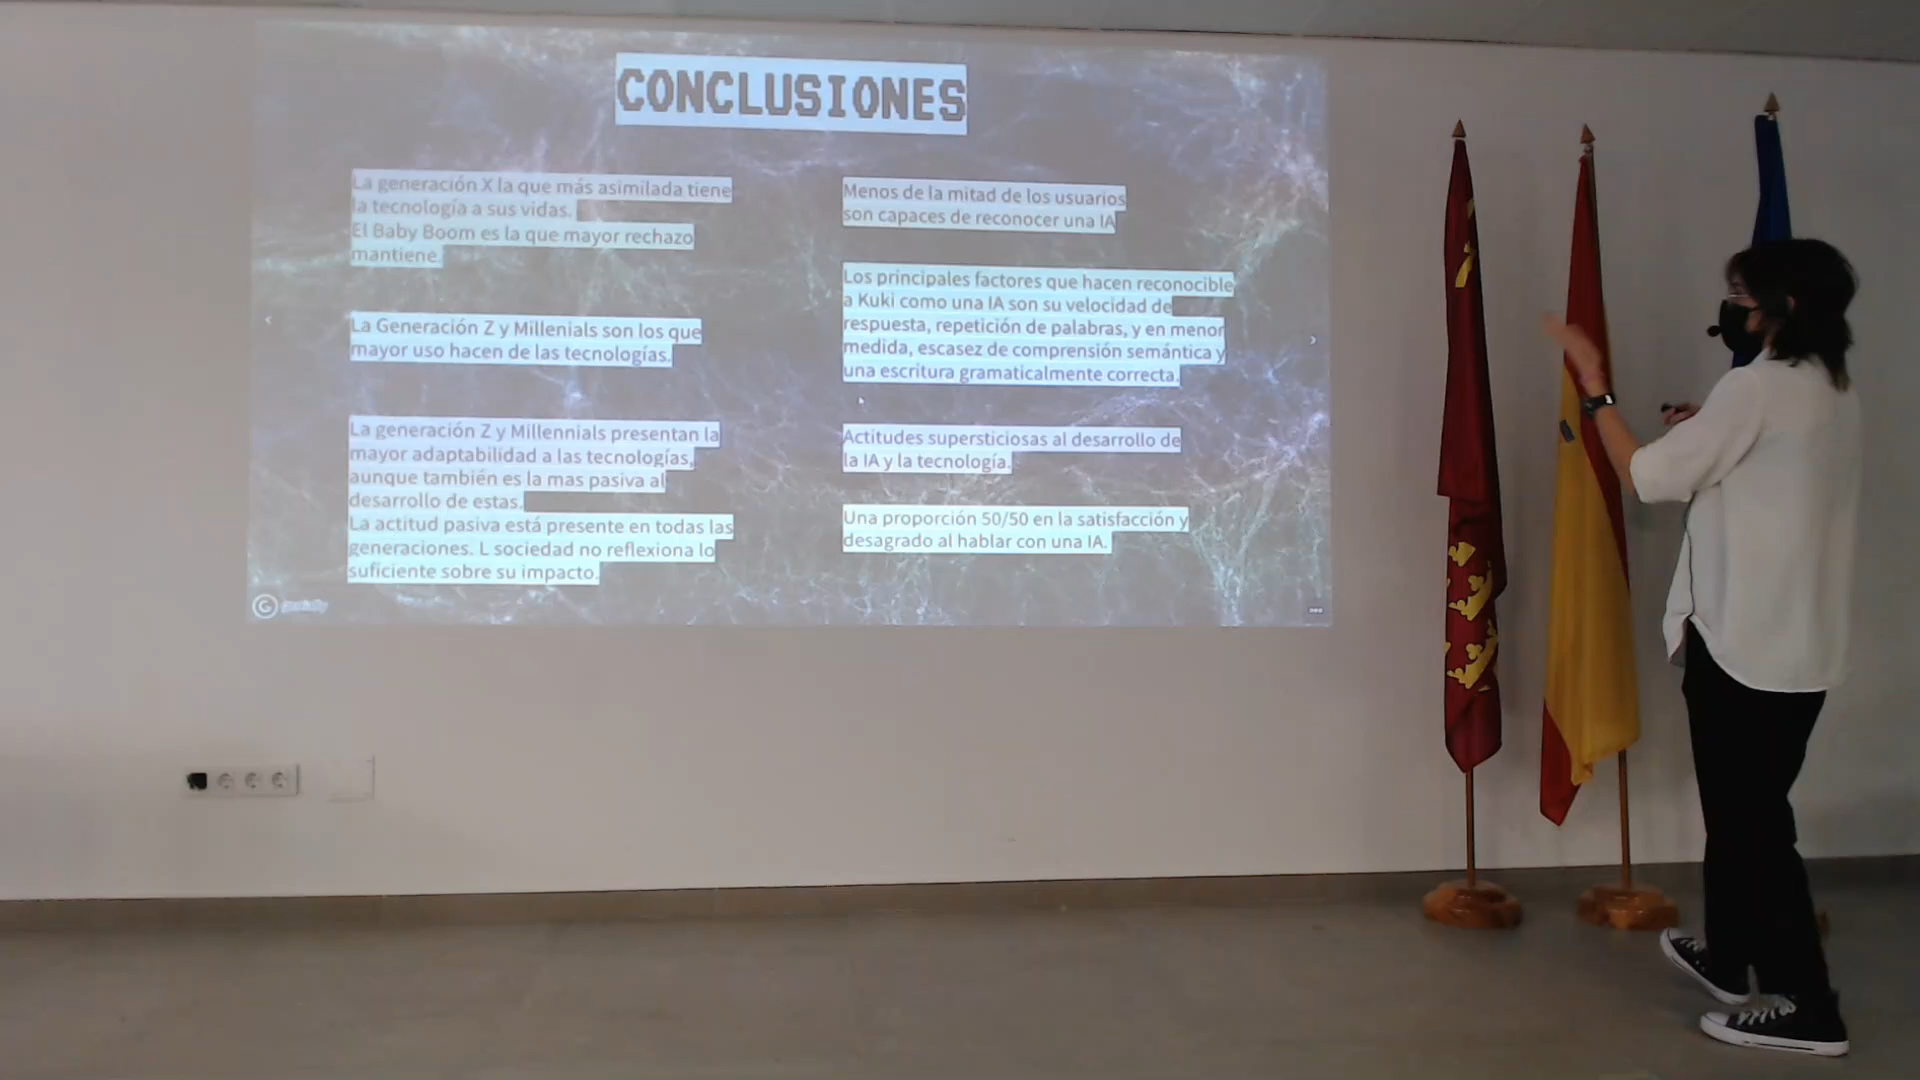 CONCLUSIONES
La generación X la que más asimilada tiene
la tecnología a sus vidas.
El Baby Boom es la que mayor rechazo
mantiene.
La Generación Z y Millenials son los que
mayor uso hacen de las tecnologías.
La generación Z y Millennials presentan la
mayor adaptabilidad a las tecnologías,
aunque también es la mas pasiva al
desarrollo de estas.
La actitud pasiva está presente en todas las
generaciones. L sociedad no reflexiona lo
suficiente sobre su impacto.
Menos de la mitad de los usuarios
son capaces de reconocer una IA
Los principales factores que hacen reconocible
a Kuki como una IA son su velocidad de
respuesta, repetición de palabras, y en menor
medida, escasez de comprensión semántica y
una escritura gramaticalmente correcta.
Actitudes supersticiosas al desarrollo de
la IA y la tecnología.
Una proporción 50/50 en la satisfacción y
desagrado al hablar con una IA.